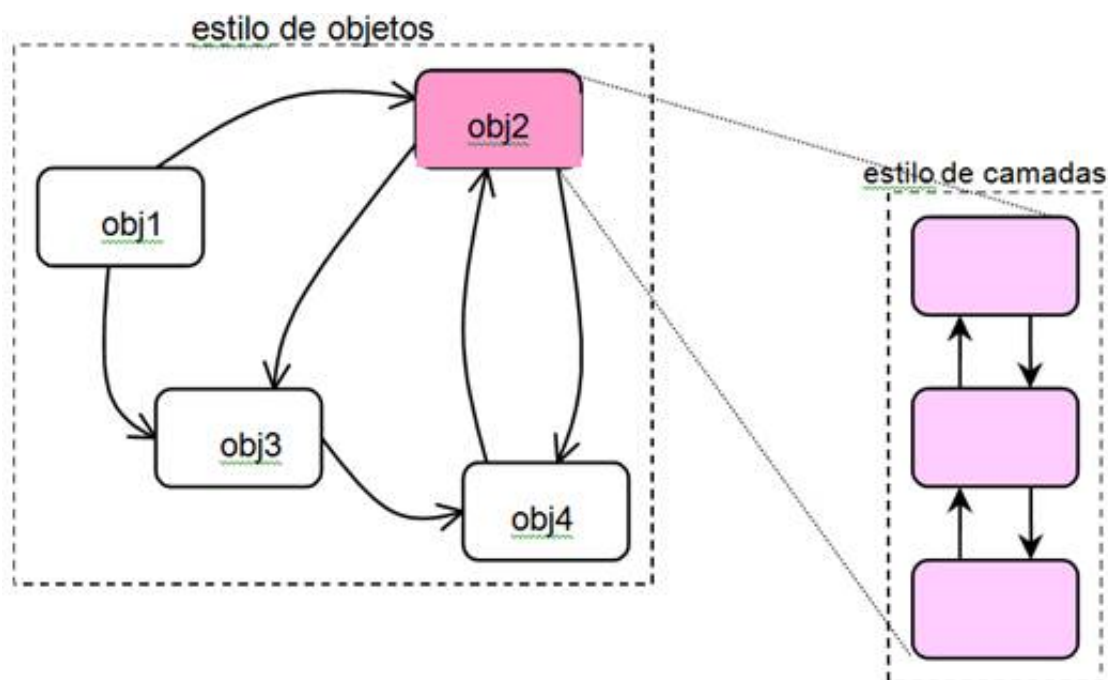 estilo de objetos
obj2
estilo de camadas
obj1
obj3
obj4